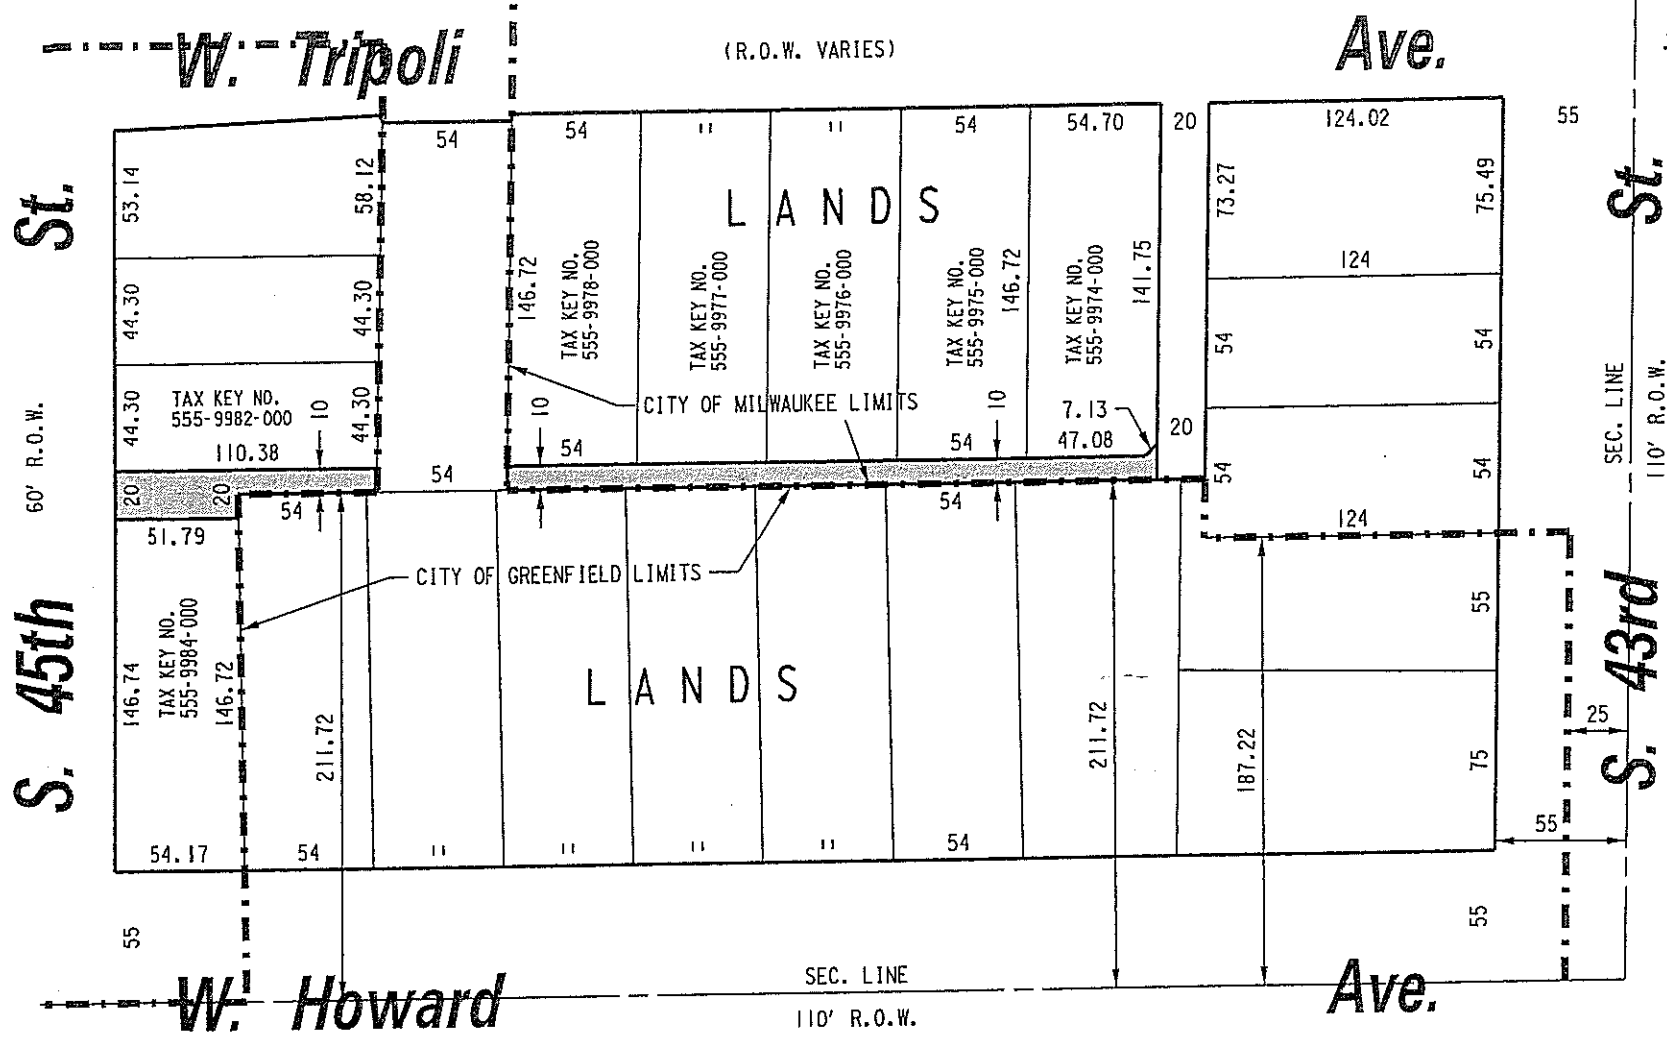 W. Tripoli Ave.
(R.O.W. VARIES)
54
54
"
"
54
54.70
20
124.02
55
53.14
58.12
73.27
75.49
St.
St.
LANDS
44.30
44.30
146.72
TAX KEY NO.
555-9978-000
TAX KEY NO.
555-9977-000
TAX KEY NO.
555-9976-000
TAX KEY NO.
555-9975-000
146.72
TAX KEY NO.
555-9974-000
141.75
124
54
54
44.30
TAX KEY NO.
555-9982-000
10
44.30
110.38
10
CITY OF MILWAUKEE LIMITS
10
7.13
47.08
20
60' R.O.W.
SEC. LINE
110' R.O.W.
54
54
54
54
54
20
20
54
54
51.79
124
CITY OF GREENFIELD LIMITS
S. 45th
S. 43rd
146.74
TAX KEY NO.
555-9984-000
146.72
211.72
LANDS
211.72
187.22
55
75
25
55
54.17
54
"
"
"
"
54
55
55
SEC. LINE
W. Howard Ave.
110' R.O.W.